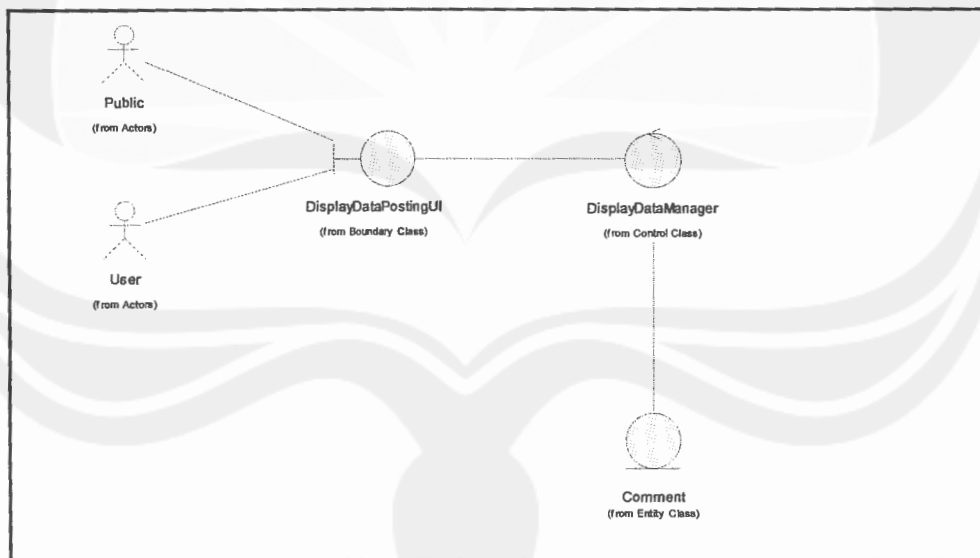 Public
(from Actors)
DisplayDataPostingUI
(from Boundary Class)
DisplayDataManager
(from Control Class)
User
(from Actors)
Comment
(from Entity Class)